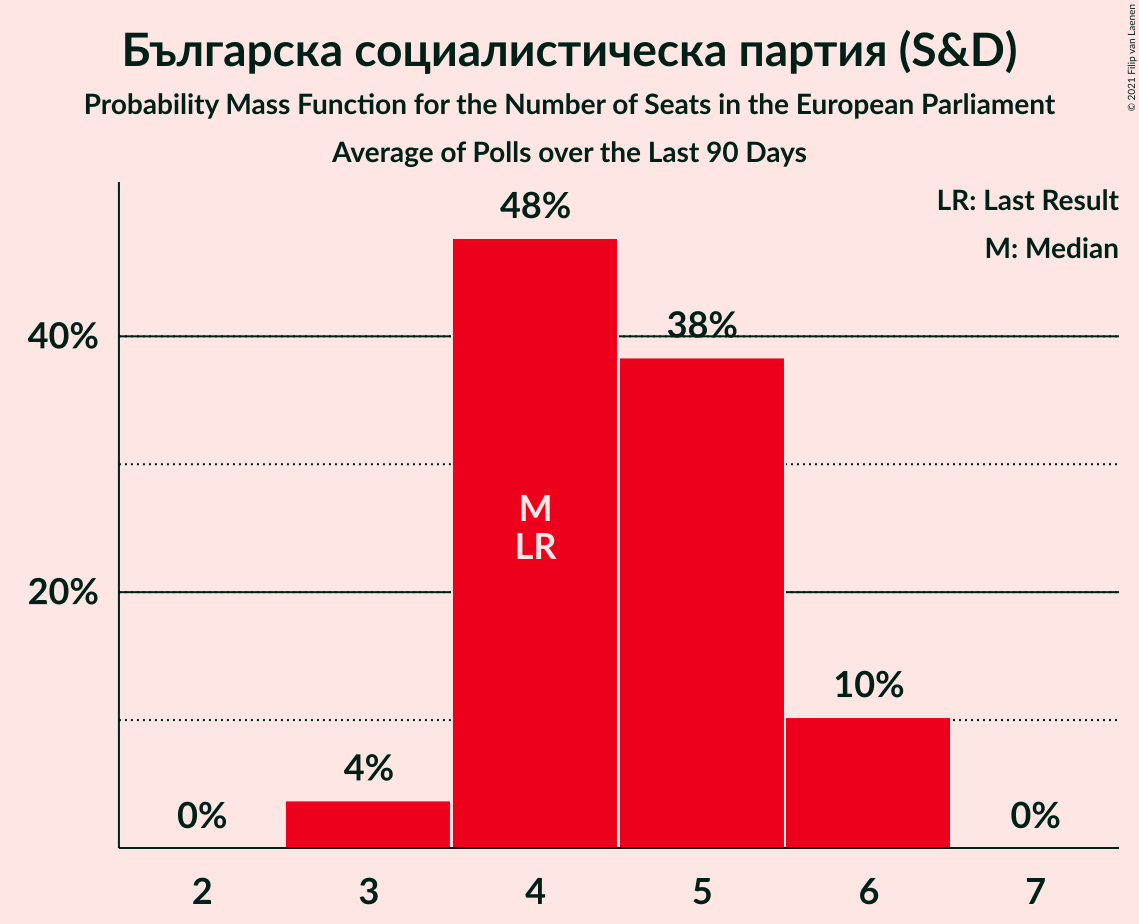 Българска социалистическа партия (S&D)
Probability Mass Function for the Number of Seats in the European Parliament
Average of Polls over the Last 90 Days
© 2021 Filip van Laenen
LR: Last Result
M: Median
48%
38%
40%
M
LR
20%
10%
4%
0%
0%
2 3 4 5 6 7